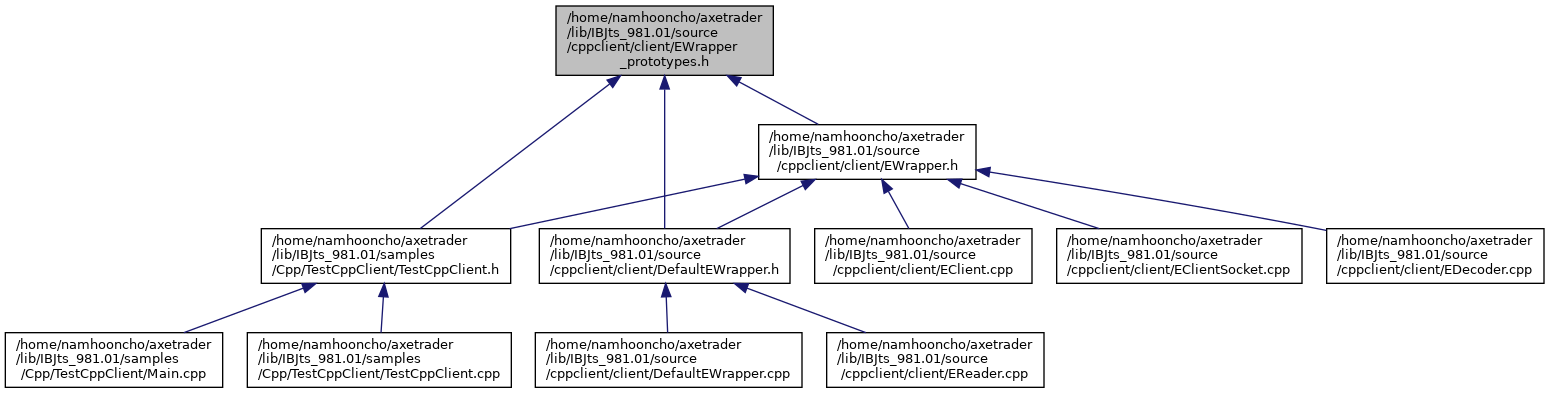 /home/namhooncho/axetrader
/lib/IBJts_981.01/source
/cppclient/client/EWrapper
_prototypes.h
/home/namhooncho/axetrader
/lib/IBJts_981.01/source
/cppclient/client/EWrapper.h
/home/namhooncho/axetrader
/lib/IBJts_981.01/samples
/Cpp/TestCppClient/TestCppClient.h
/home/namhooncho/axetrader
/lib/IBJts_981.01/source
/cppclient/client/DefaultEWrapper.h
/home/namhooncho/axetrader
/lib/IBJts_981.01/source
/cppclient/client/EClient.cpp
/home/namhooncho/axetrader
/lib/IBJts_981.01/source
/cppclient/client/EClientSocket.cpp
/home/namhooncho/axetrader
/lib/IBJts_981.01/source
/cppclient/client/EDecoder.cpp
/home/namhooncho/axetrader
/lib/IBJts_981.01/samples
/Cpp/TestCppClient/Main.cpp
/home/namhooncho/axetrader
/lib/IBJts_981.01/samples
/Cpp/TestCppClient/TestCppClient.cpp
/home/namhooncho/axetrader
/lib/IBJts_981.01/source
/cppclient/client/DefaultEWrapper.cpp
/home/namhooncho/axetrader
/lib/IBJts_981.01/source
/cppclient/client/EReader.cpp